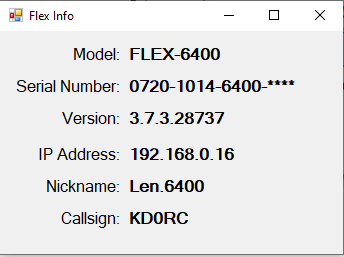 Flex Info
Model: FLEX-6400
Serial Number: 0720-1014-6400-****
Version: 3.7.3.28737
IP Address: 192.168.0.16
Nickname: Len.6400
Callsign: KD0RC